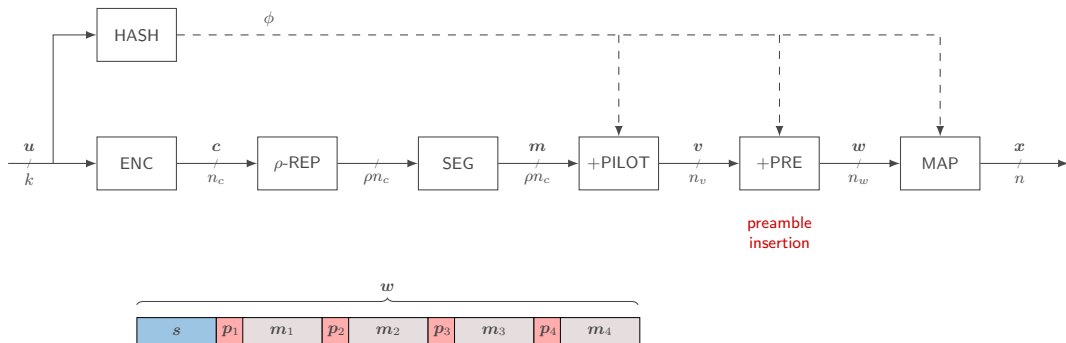 HASH
ϕ
u
k
ENC
c
n_c
ρ-REP
ρn_c
SEG
m
ρn_c
+PILOT
v
n_v
+PRE
w
n_w
MAP
x
n
preamble
insertion
w
s p_1 m_1 p_2 m_2 p_3 m_3 p_4 m_4